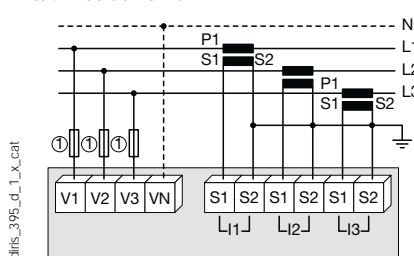 N
P1
L1
S1 S2
L2
P1
L3
S1 S2
① ① ①
V1 V2 V3 VN S1 S2 S1 S2 S1 S2
I1 I2 I3
diris_395_d_1_x_cat